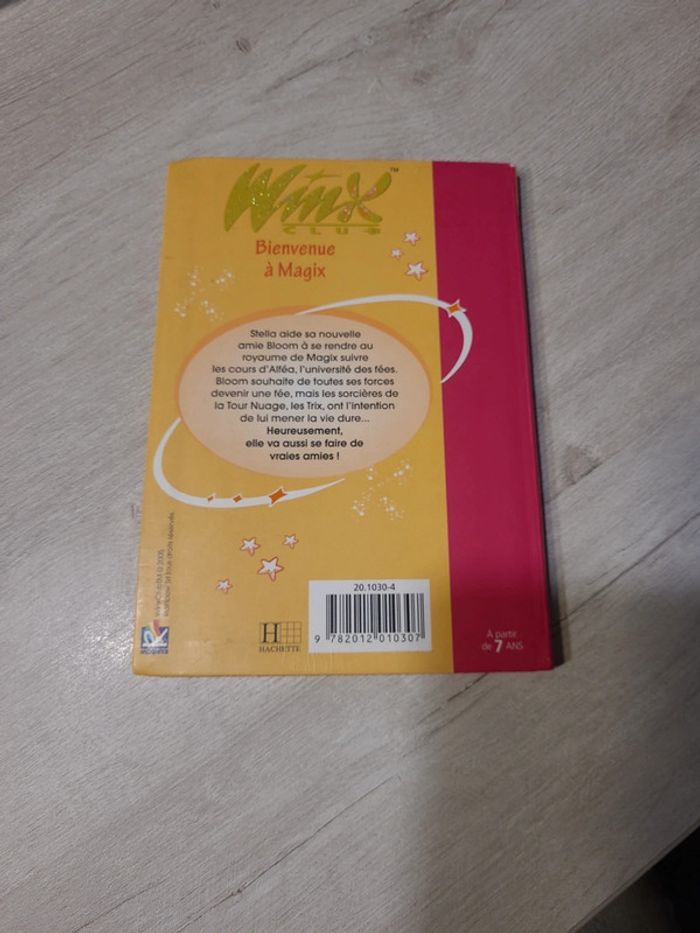 WINX
™
CLUB
Bienvenue
à Magix
Stella aide sa nouvelle
amie Bloom à se rendre au
royaume de Magix suivre
les cours d'Alféa, l'université des fées.
Bloom souhaite de toutes ses forces
devenir une fée, mais les sorcières de
la Tour Nuage, les Trix, ont l'intention
de lui mener la vie dure...
Heureusement,
elle va aussi se faire de
vraies amies !
20.1030-4
9 782012 010307
H
HACHETTE
À partir
de 7 ANS